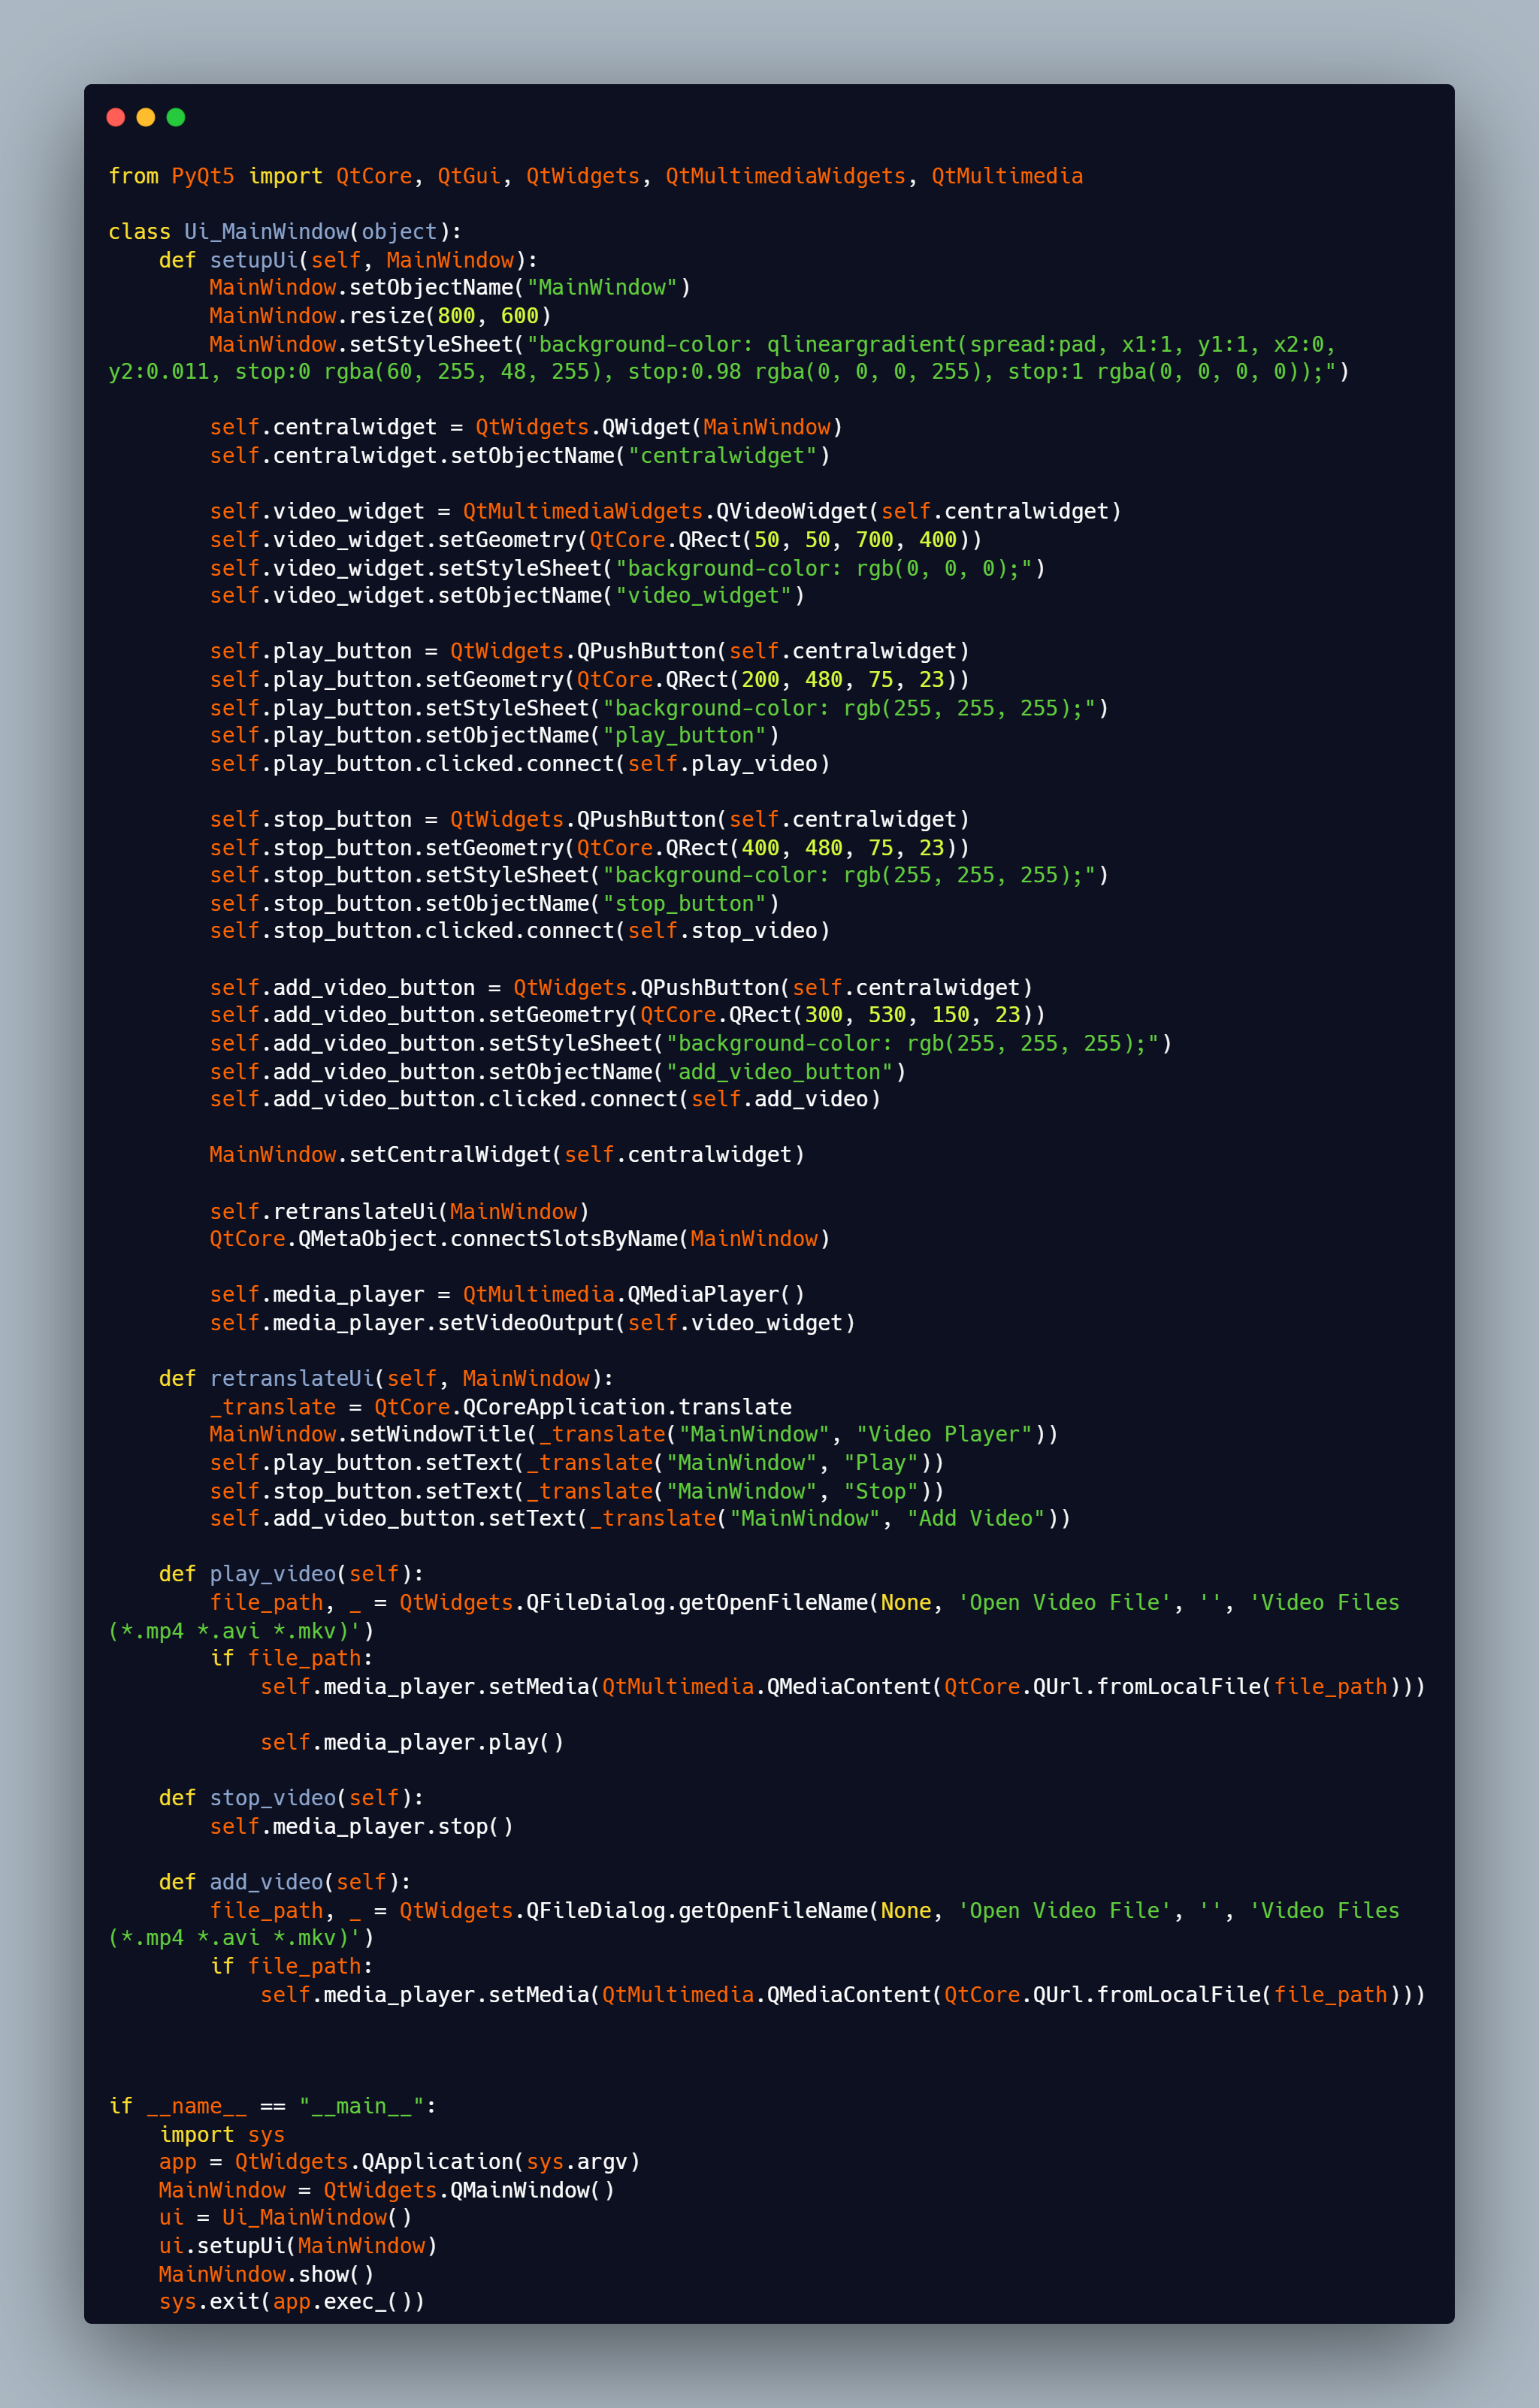 from PyQt5 import QtCore, QtGui, QtWidgets, QtMultimediaWidgets, QtMultimedia

class Ui_MainWindow(object):
    def setupUi(self, MainWindow):
        MainWindow.setObjectName("MainWindow")
        MainWindow.resize(800, 600)
        MainWindow.setStyleSheet("background-color: qlineargradient(spread:pad, x1:1, y1:1, x2:0,
y2:0.011, stop:0 rgba(60, 255, 48, 255), stop:0.98 rgba(0, 0, 0, 255), stop:1 rgba(0, 0, 0, 0));")

        self.centralwidget = QtWidgets.QWidget(MainWindow)
        self.centralwidget.setObjectName("centralwidget")

        self.video_widget = QtMultimediaWidgets.QVideoWidget(self.centralwidget)
        self.video_widget.setGeometry(QtCore.QRect(50, 50, 700, 400))
        self.video_widget.setStyleSheet("background-color: rgb(0, 0, 0);")
        self.video_widget.setObjectName("video_widget")

        self.play_button = QtWidgets.QPushButton(self.centralwidget)
        self.play_button.setGeometry(QtCore.QRect(200, 480, 75, 23))
        self.play_button.setStyleSheet("background-color: rgb(255, 255, 255);")
        self.play_button.setObjectName("play_button")
        self.play_button.clicked.connect(self.play_video)

        self.stop_button = QtWidgets.QPushButton(self.centralwidget)
        self.stop_button.setGeometry(QtCore.QRect(400, 480, 75, 23))
        self.stop_button.setStyleSheet("background-color: rgb(255, 255, 255);")
        self.stop_button.setObjectName("stop_button")
        self.stop_button.clicked.connect(self.stop_video)

        self.add_video_button = QtWidgets.QPushButton(self.centralwidget)
        self.add_video_button.setGeometry(QtCore.QRect(300, 530, 150, 23))
        self.add_video_button.setStyleSheet("background-color: rgb(255, 255, 255);")
        self.add_video_button.setObjectName("add_video_button")
        self.add_video_button.clicked.connect(self.add_video)

        MainWindow.setCentralWidget(self.centralwidget)

        self.retranslateUi(MainWindow)
        QtCore.QMetaObject.connectSlotsByName(MainWindow)

        self.media_player = QtMultimedia.QMediaPlayer()
        self.media_player.setVideoOutput(self.video_widget)

    def retranslateUi(self, MainWindow):
        _translate = QtCore.QCoreApplication.translate
        MainWindow.setWindowTitle(_translate("MainWindow", "Video Player"))
        self.play_button.setText(_translate("MainWindow", "Play"))
        self.stop_button.setText(_translate("MainWindow", "Stop"))
        self.add_video_button.setText(_translate("MainWindow", "Add Video"))

    def play_video(self):
        file_path, _ = QtWidgets.QFileDialog.getOpenFileName(None, 'Open Video File', '', 'Video Files
(*.mp4 *.avi *.mkv)')
        if file_path:
            self.media_player.setMedia(QtMultimedia.QMediaContent(QtCore.QUrl.fromLocalFile(file_path)))

            self.media_player.play()

    def stop_video(self):
        self.media_player.stop()

    def add_video(self):
        file_path, _ = QtWidgets.QFileDialog.getOpenFileName(None, 'Open Video File', '', 'Video Files
(*.mp4 *.avi *.mkv)')
        if file_path:
            self.media_player.setMedia(QtMultimedia.QMediaContent(QtCore.QUrl.fromLocalFile(file_path)))

if __name__ == "__main__":
    import sys
    app = QtWidgets.QApplication(sys.argv)
    MainWindow = QtWidgets.QMainWindow()
    ui = Ui_MainWindow()
    ui.setupUi(MainWindow)
    MainWindow.show()
    sys.exit(app.exec_())